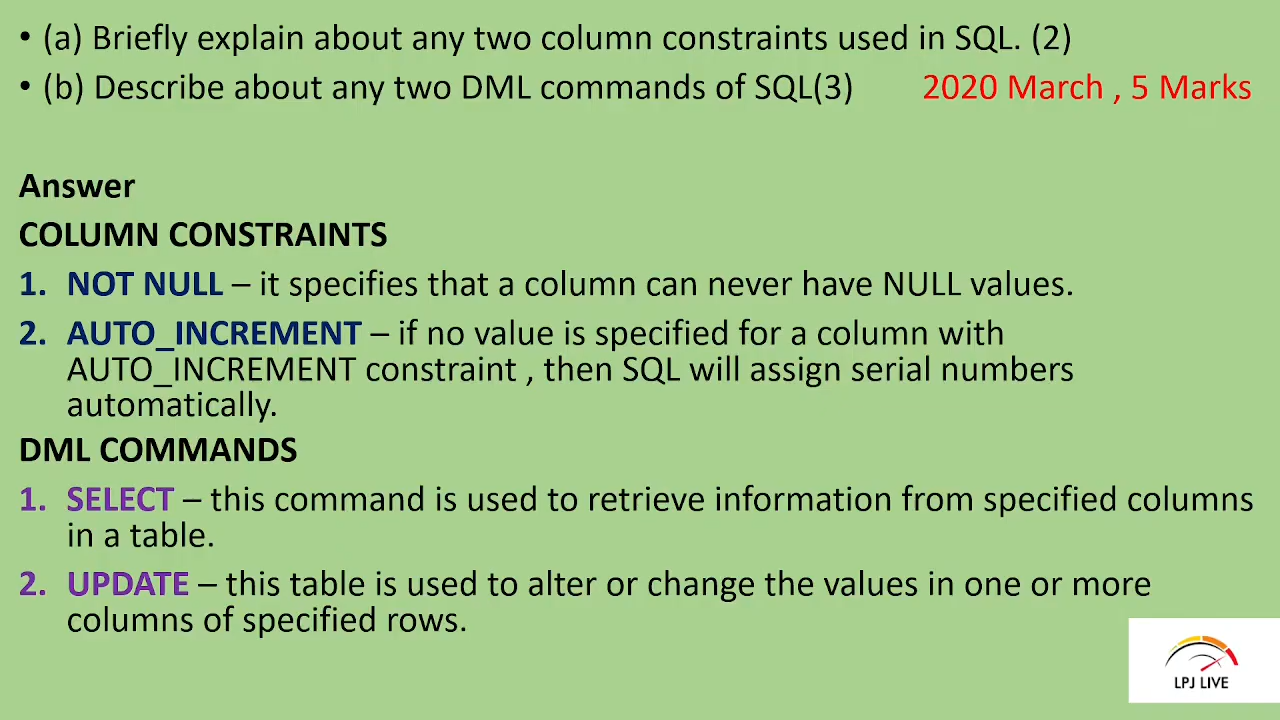 • (a) Briefly explain about any two column constraints used in SQL. (2)
• (b) Describe about any two DML commands of SQL(3) 2020 March , 5 Marks
Answer
COLUMN CONSTRAINTS
1. NOT NULL – it specifies that a column can never have NULL values.
2. AUTO_INCREMENT – if no value is specified for a column with
AUTO_INCREMENT constraint , then SQL will assign serial numbers
automatically.
DML COMMANDS
1. SELECT – this command is used to retrieve information from specified columns
in a table.
2. UPDATE – this table is used to alter or change the values in one or more
columns of specified rows.
LPJ LIVE